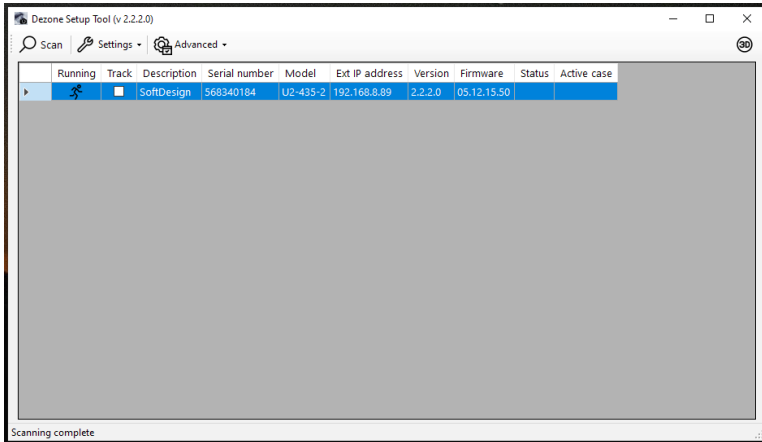 Dezone Setup Tool (v 2.2.2.0)
Scan Settings Advanced 3D
Running Track Description Serial number Model Ext IP address Version Firmware Status Active case
SoftDesign 568340184 U2-435-2 192.168.8.89 2.2.2.0 05.12.15.50
Scanning complete